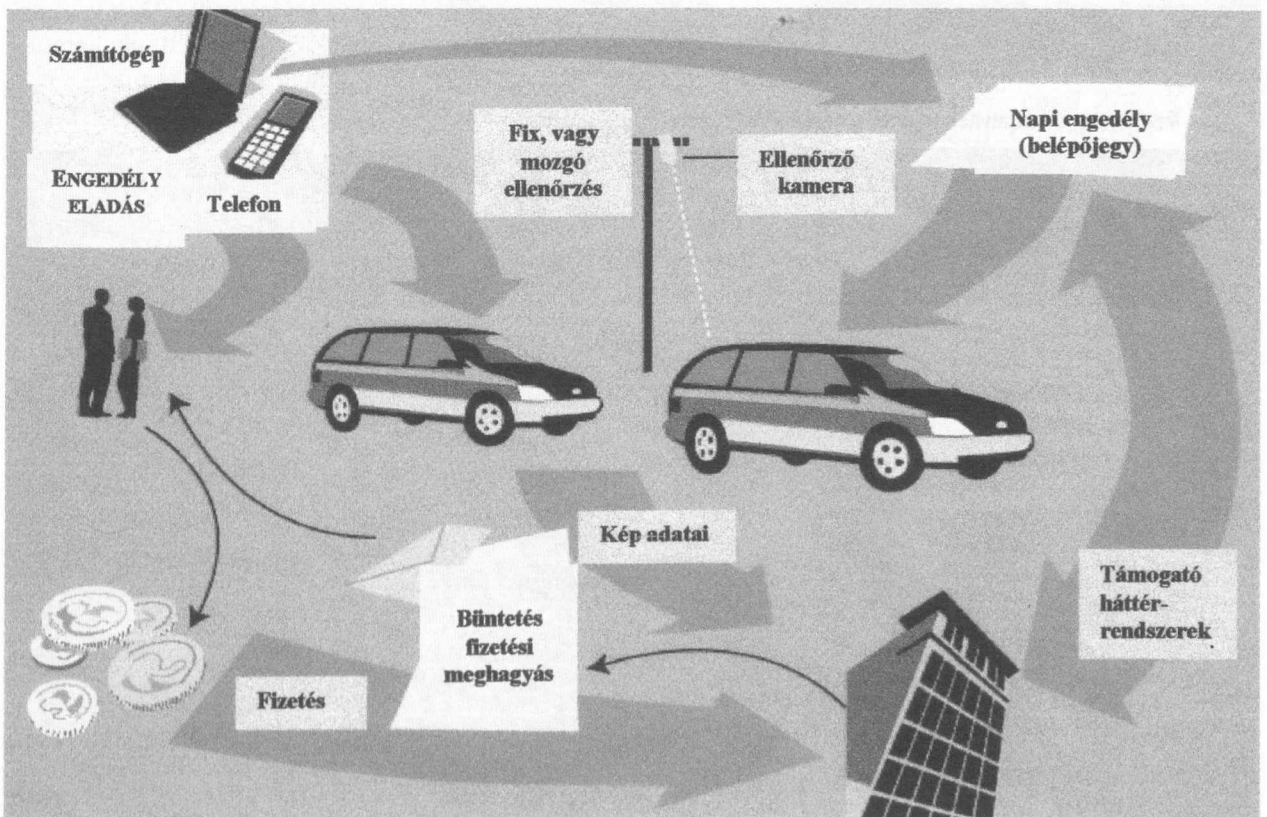 Számítógép
ENGEDÉLY
ELADÁS
Telefon
Fix, vagy
mozgó
ellenőrzés
Ellenőrző
kamera
Napi engedély
(belépőjegy)
Kép adatai
Támogató
háttér-
rendszerek
Büntetés
fizetési
meghagyás
Fizetés